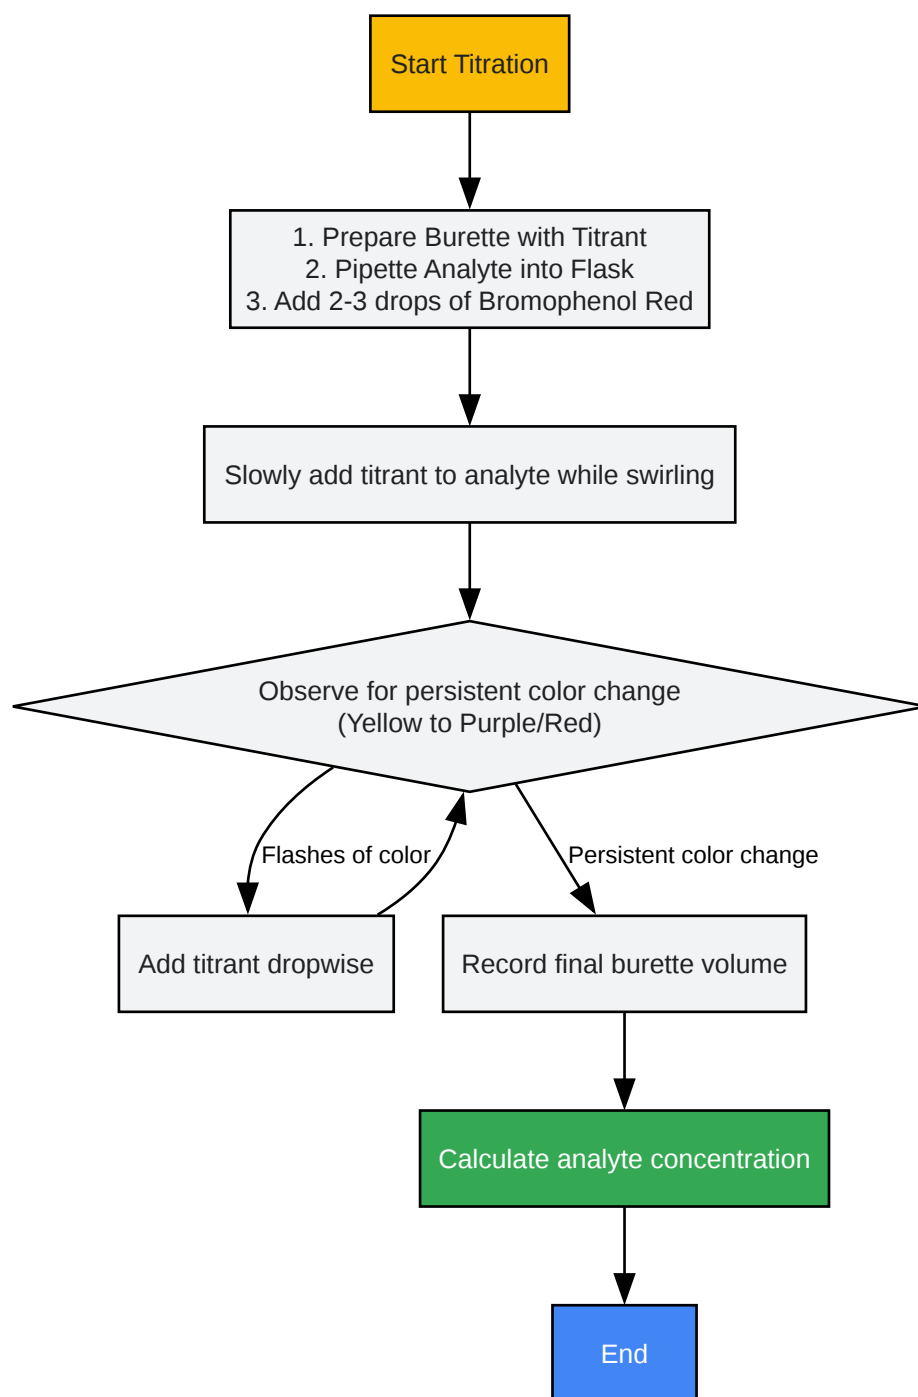 Start Titration
1. Prepare Burette with Titrant
2. Pipette Analyte into Flask
3. Add 2-3 drops of Bromophenol Red
Slowly add titrant to analyte while swirling
Observe for persistent color change
(Yellow to Purple/Red)
Flashes of color
Persistent color change
Add titrant dropwise
Record final burette volume
Calculate analyte concentration
End